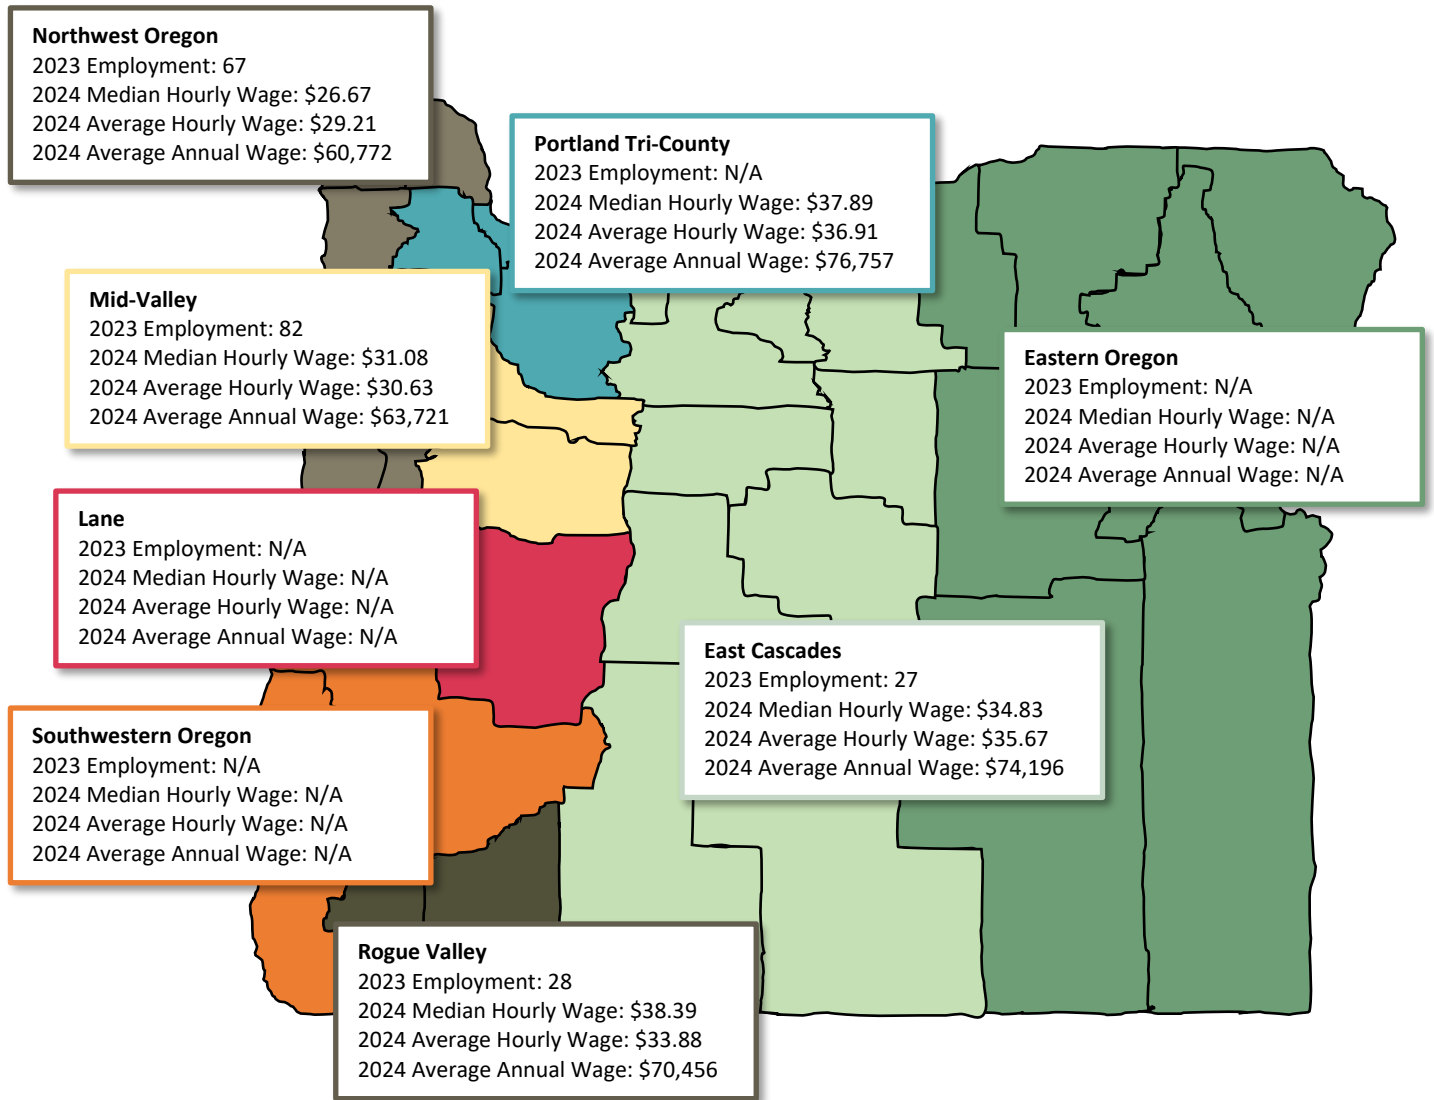 Northwest Oregon
2023 Employment: 67
2024 Median Hourly Wage: $26.67
2024 Average Hourly Wage: $29.21
2024 Average Annual Wage: $60,772
Portland Tri-County
2023 Employment: N/A
2024 Median Hourly Wage: $37.89
2024 Average Hourly Wage: $36.91
2024 Average Annual Wage: $76,757
Mid-Valley
2023 Employment: 82
2024 Median Hourly Wage: $31.08
2024 Average Hourly Wage: $30.63
2024 Average Annual Wage: $63,721
Eastern Oregon
2023 Employment: N/A
2024 Median Hourly Wage: N/A
2024 Average Hourly Wage: N/A
2024 Average Annual Wage: N/A
Lane
2023 Employment: N/A
2024 Median Hourly Wage: N/A
2024 Average Hourly Wage: N/A
2024 Average Annual Wage: N/A
East Cascades
2023 Employment: 27
2024 Median Hourly Wage: $34.83
2024 Average Hourly Wage: $35.67
2024 Average Annual Wage: $74,196
Southwestern Oregon
2023 Employment: N/A
2024 Median Hourly Wage: N/A
2024 Average Hourly Wage: N/A
2024 Average Annual Wage: N/A
Rogue Valley
2023 Employment: 28
2024 Median Hourly Wage: $38.39
2024 Average Hourly Wage: $33.88
2024 Average Annual Wage: $70,456